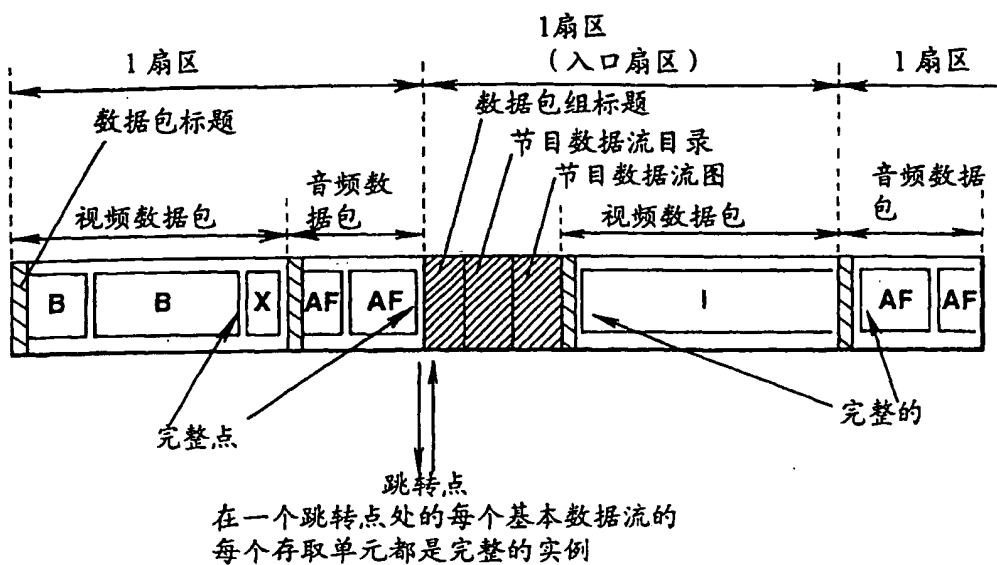 1扇区
1扇区
（入口扇区）
1扇区
数据包标题
数据包组标题
节目数据流目录
节目数据流图
视频数据包
音频数
据包
视频数据包
音频数据
包
B
B
X
AF
AF
I
AF
AF
完整点
完整的
跳转点
在一个跳转点处的每个基本数据流的
每个存取单元都是完整的实例